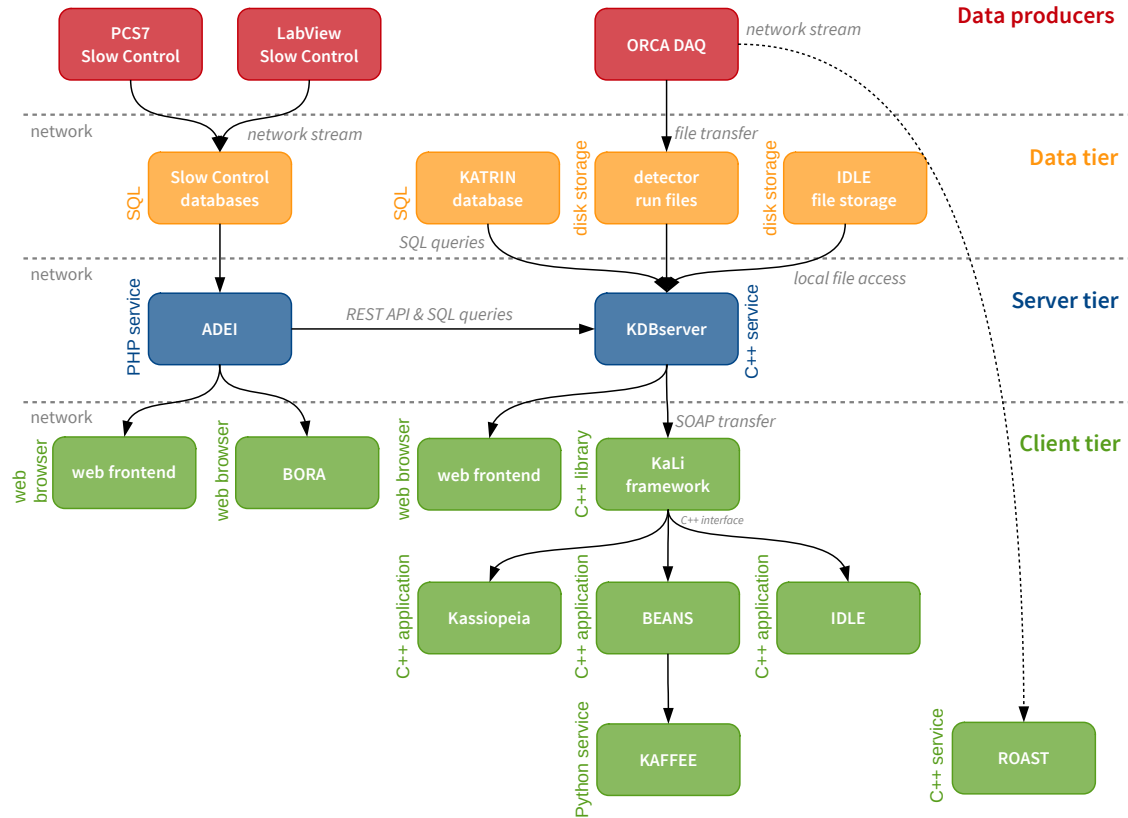 Data producers
PCS7
Slow Control
LabView
Slow Control
ORCA DAQ
network stream
network
network stream
file transfer
Data tier
SQL
Slow Control
databases
SQL
KATRIN
database
disk storage
detector
run files
disk storage
IDLE
file storage
SQL queries
network
local file access
Server tier
PHP service
ADEI
REST API & SQL queries
KDBserver
C++ service
network
SOAP transfer
Client tier
web
browser
web frontend
web browser
BORA
web browser
web frontend
C++ library
KaLi
framework
C++ interface
C++ application
Kassiopeia
C++ application
BEANS
C++ application
IDLE
Python service
KAFFEE
C++ service
ROAST